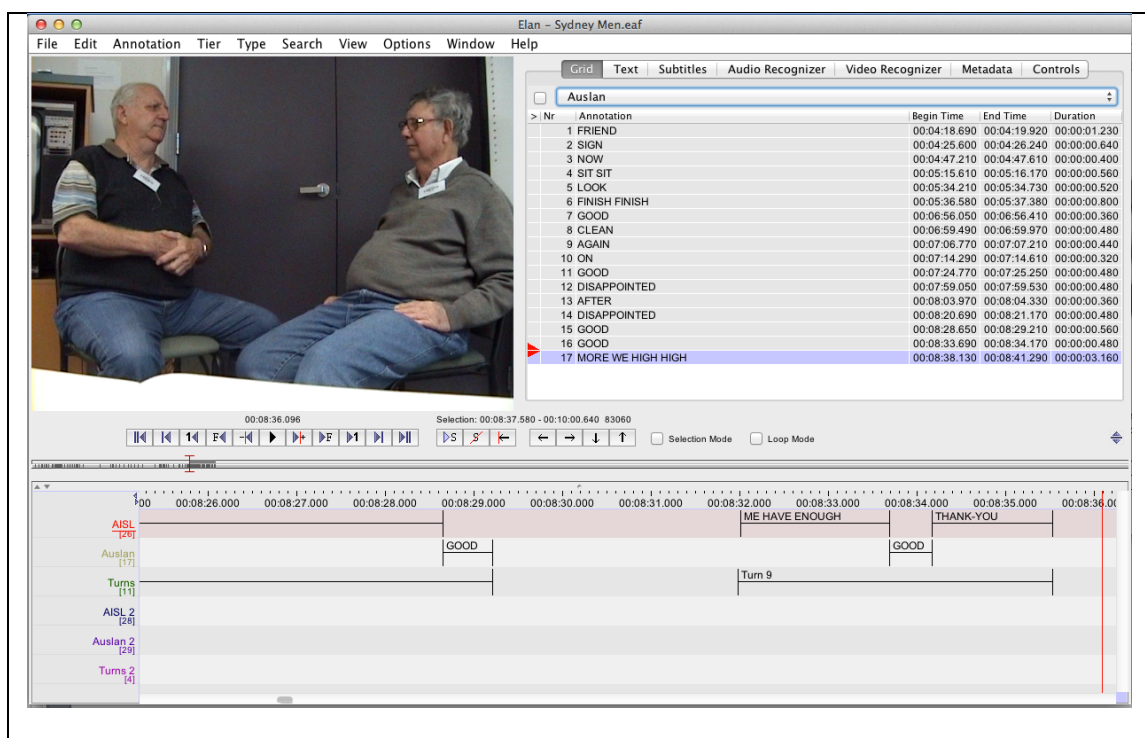 Elan – Sydney Men.eaf
File Edit Annotation Tier Type Search View Options Window Help
Grid Text Subtitles Audio Recognizer Video Recognizer Metadata Controls
Auslan
> Nr Annotation Begin Time End Time Duration
1 FRIEND 00:04:18.690 00:04:19.920 00:00:01.230
2 SIGN 00:04:25.600 00:04:26.240 00:00:00.640
3 NOW 00:04:47.210 00:04:47.610 00:00:00.400
4 SIT SIT 00:05:15.610 00:05:16.170 00:00:00.560
5 LOOK 00:05:34.210 00:05:34.730 00:00:00.520
6 FINISH FINISH 00:05:36.580 00:05:37.380 00:00:00.800
7 GOOD 00:06:56.050 00:06:56.410 00:00:00.360
8 CLEAN 00:06:59.490 00:06:59.970 00:00:00.480
9 AGAIN 00:07:06.770 00:07:07.210 00:00:00.440
10 ON 00:07:14.290 00:07:14.610 00:00:00.320
11 GOOD 00:07:24.770 00:07:25.250 00:00:00.480
12 DISAPPOINTED 00:07:59.050 00:07:59.530 00:00:00.480
13 AFTER 00:08:03.970 00:08:04.330 00:00:00.360
14 DISAPPOINTED 00:08:20.690 00:08:21.170 00:00:00.480
15 GOOD 00:08:28.650 00:08:29.210 00:00:00.560
16 GOOD 00:08:33.690 00:08:34.170 00:00:00.480
17 MORE WE HIGH HIGH 00:08:38.130 00:08:41.290 00:00:03.160
00:08:36.096 Selection: 00:08:37.580 - 00:10:00.640 83060
1 F F 1 S S Selection Mode Loop Mode
00 00:08:26.000 00:08:27.000 00:08:28.000 00:08:29.000 00:08:30.000 00:08:31.000 00:08:32.000 00:08:33.000 00:08:34.000 00:08:35.000 00:08:36.0
AISL ME HAVE ENOUGH THANK-YOU
[26]
Auslan GOOD GOOD
[17]
Turns Turn 9
[11]
AISL 2
[28]
Auslan 2
[29]
Turns 2
[4]